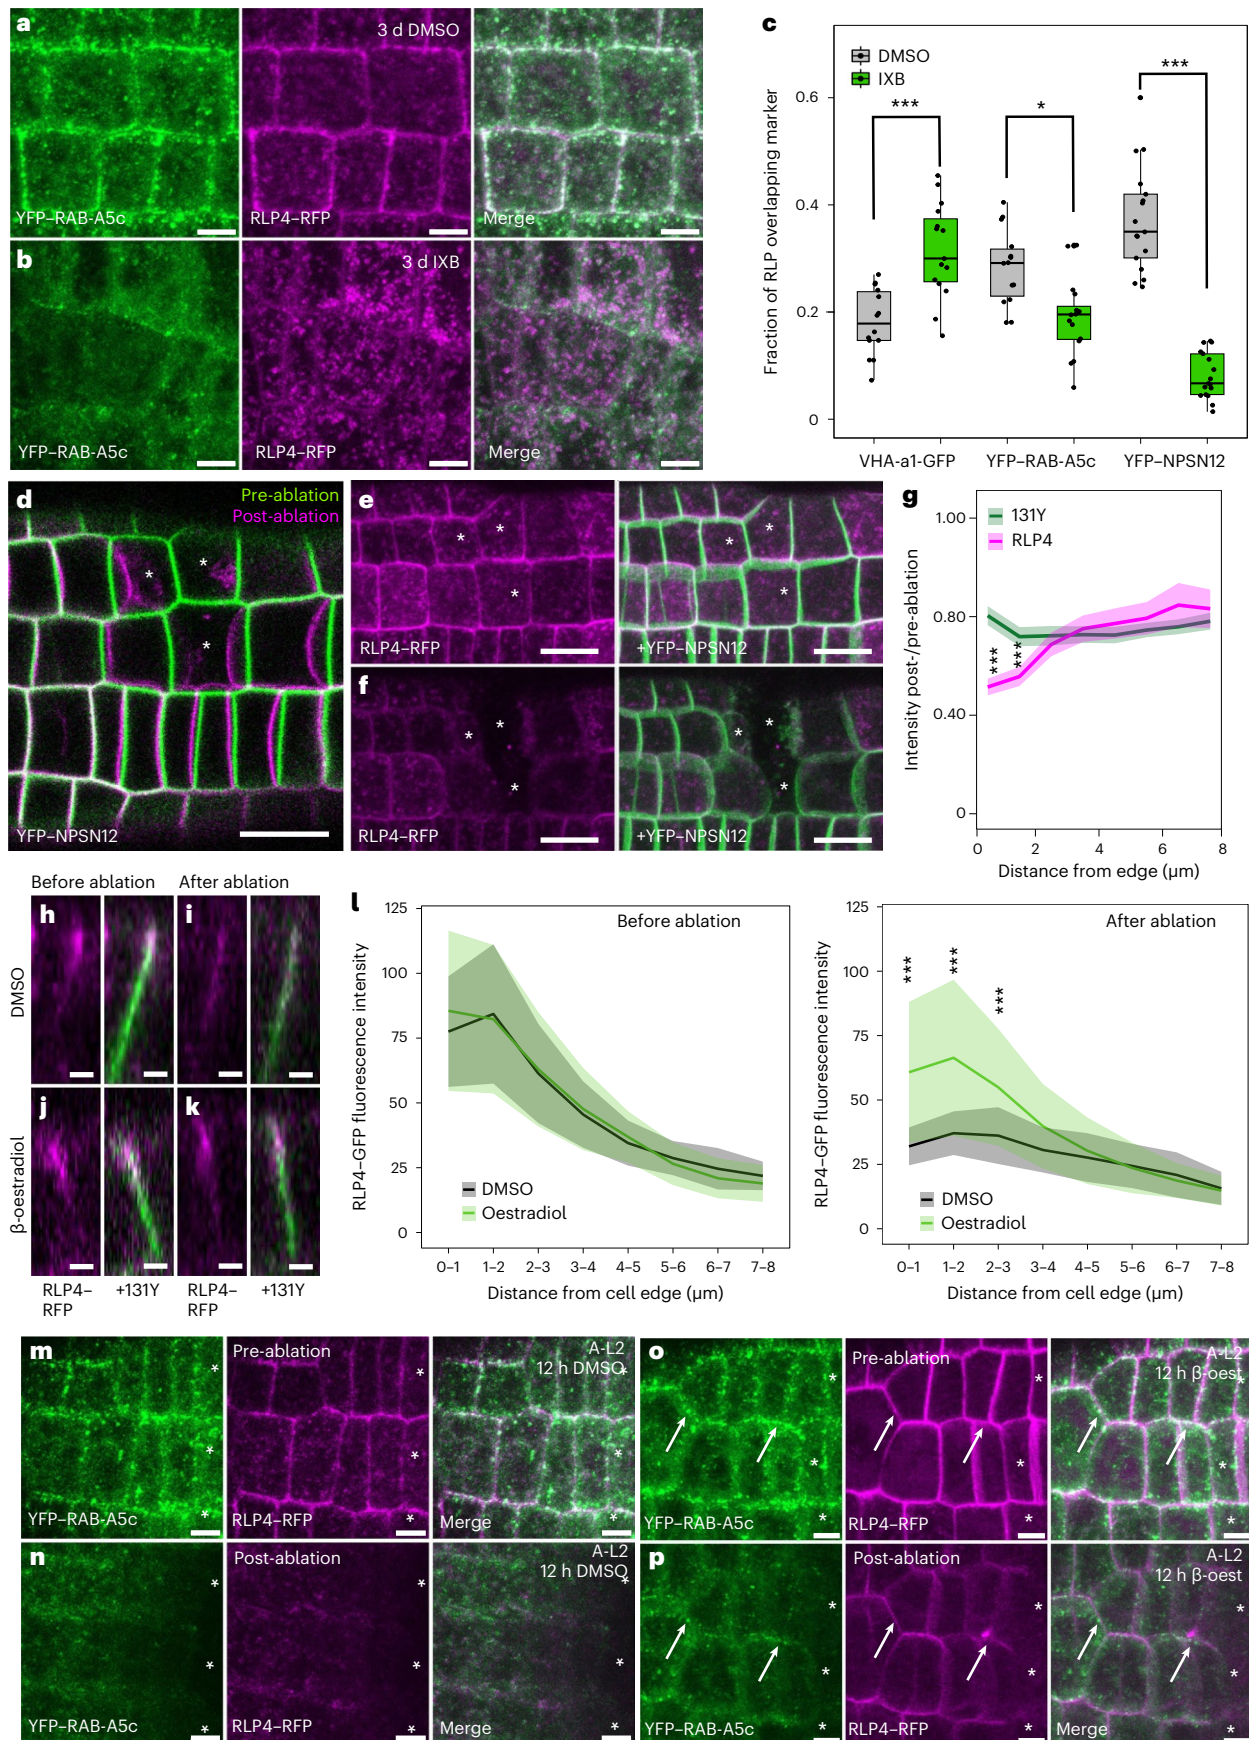 a
3 d DMSO
YFP–RAB-A5c
RLP4–RFP
Merge
b
3 d IXB
YFP–RAB-A5c
RLP4–RFP
Merge
c
DMSO
IXB
***
*
***
Fraction of RLP overlapping marker
0.6
0.4
0.2
0
VHA-a1-GFP
YFP–RAB-A5c
YFP–NPSN12
d
Pre-ablation
Post-ablation
*
*
*
YFP–NPSN12
e
*
*
*
RLP4–RFP
*
*
*
+YFP–NPSN12
f
*
*
*
RLP4–RFP
*
*
*
+YFP–NPSN12
g
131Y
RLP4
Intensity post-/pre-ablation
1.00
0.80
0.40
0
***
***
0 2 4 6 8
Distance from edge (µm)
Before ablation
After ablation
h
i
DMSO
j
k
β-oestradiol
RLP4–
RFP
+131Y
RLP4–
RFP
+131Y
l
Before ablation
RLP4–GFP fluorescence intensity
125
100
75
50
25
0
DMSO
Oestradiol
0–1 1–2 2–3 3–4 4–5 5–6 6–7 7–8
Distance from cell edge (µm)
After ablation
RLP4–GFP fluorescence intensity
125
100
75
50
25
0
***
***
***
DMSO
Oestradiol
0–1 1–2 2–3 3–4 4–5 5–6 6–7 7–8
Distance from cell edge (µm)
m
*
*
*
YFP–RAB-A5c
Pre-ablation
*
*
*
RLP4–RFP
A-L2
12 h DMSO
*
*
*
Merge
n
*
*
*
YFP–RAB-A5c
Post-ablation
*
*
*
RLP4–RFP
A-L2
12 h DMSO
*
*
*
Merge
o
*
*
*
YFP–RAB-A5c
Pre-ablation
*
*
*
RLP4–RFP
A-L2
12 h β-oest
*
*
*
Merge
p
*
*
*
YFP–RAB-A5c
Post-ablation
*
*
*
RLP4–RFP
A-L2
12 h β-oest
*
*
*
Merge